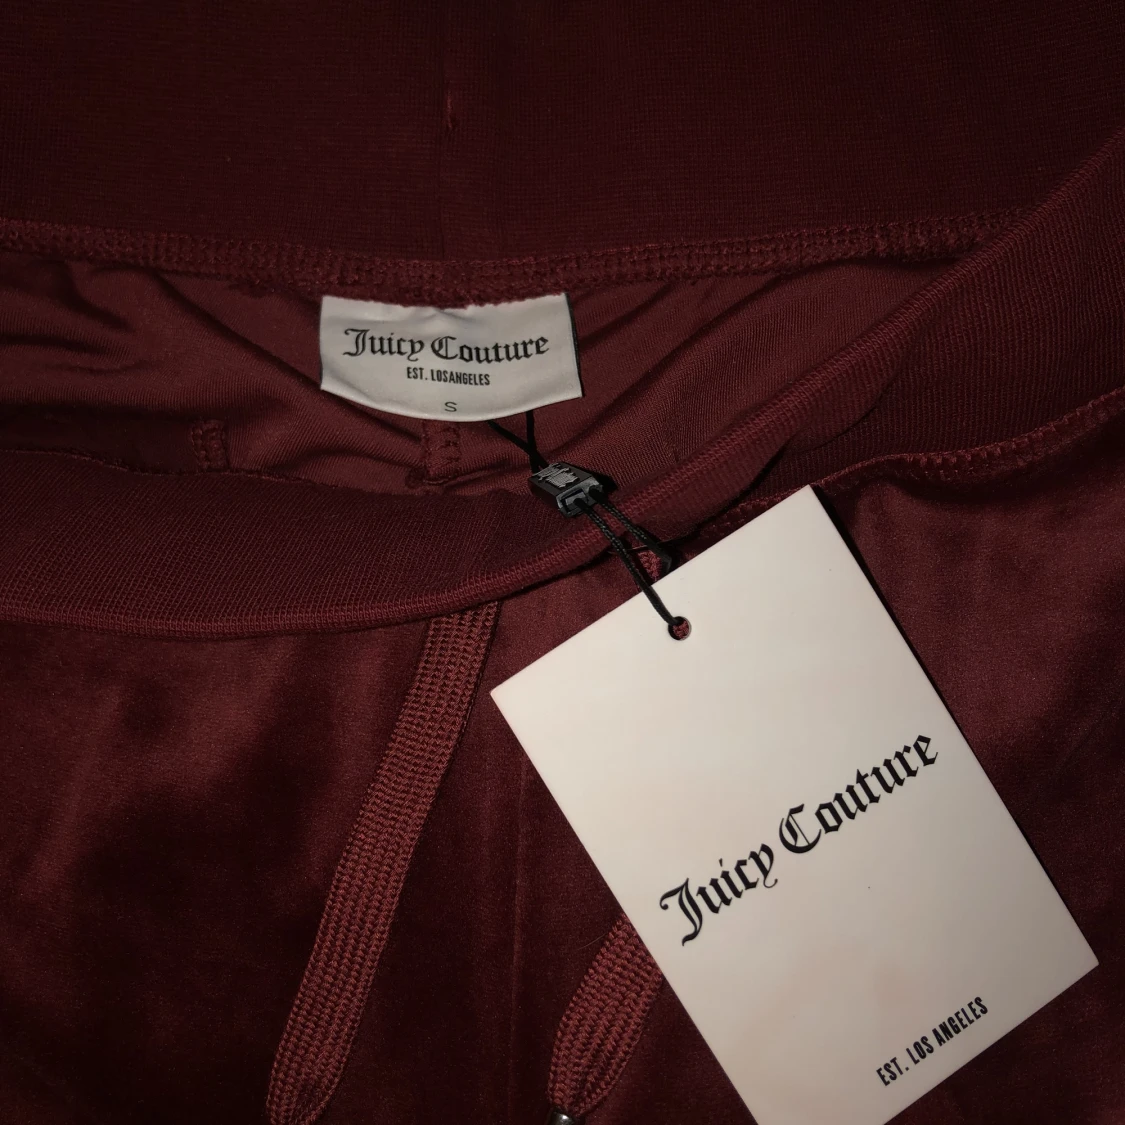 Juicy Couture
EST. LOSANGELES
S
Juicy Couture
EST. LOS ANGELES